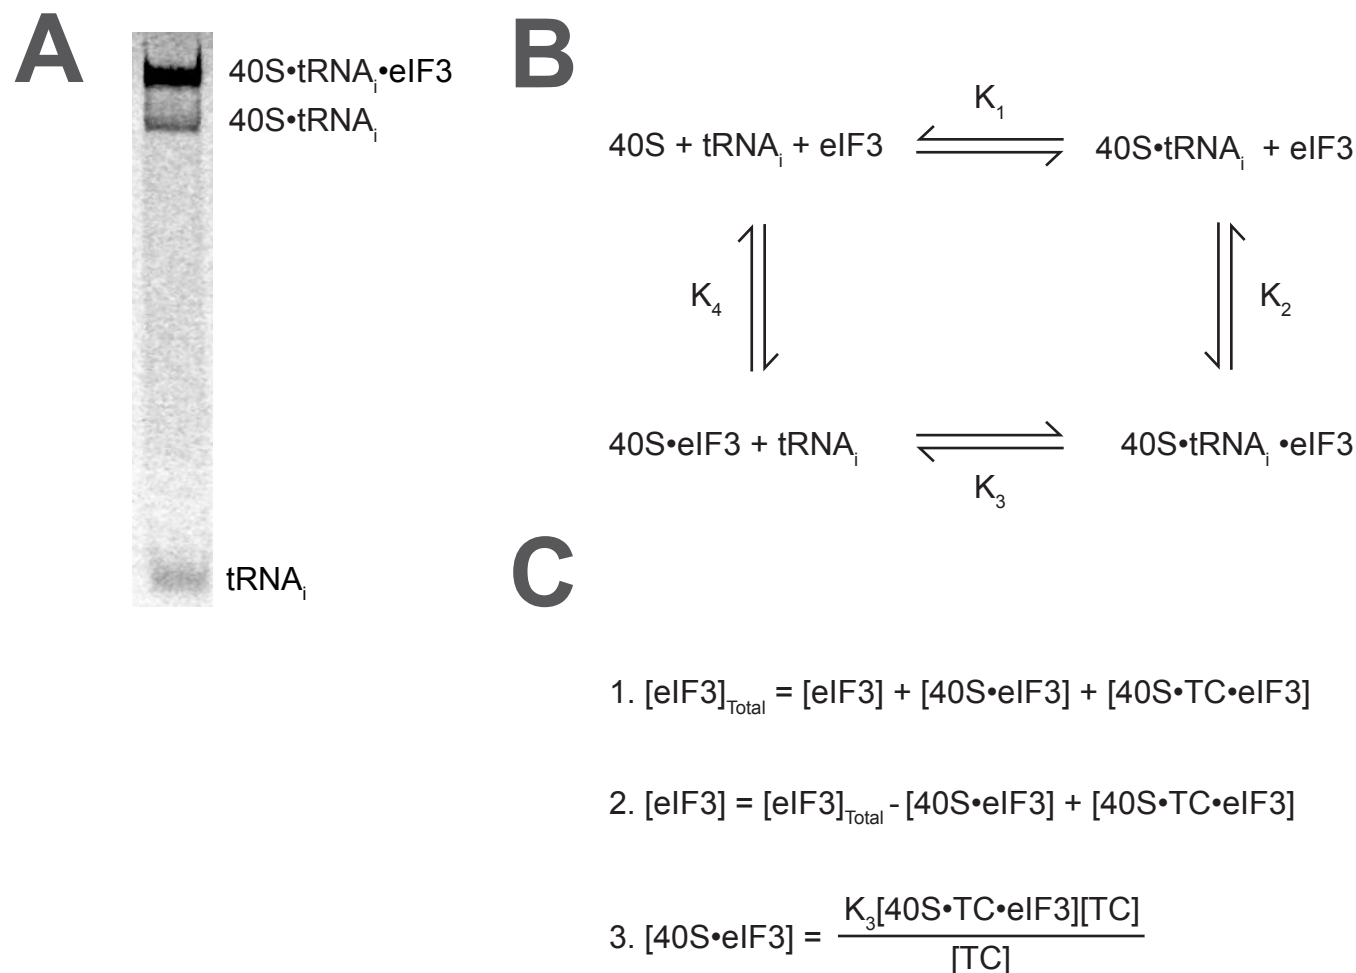 A
40S•tRNAi•eIF3
40S•tRNAi
tRNAi
B
K1
40S + tRNAi + eIF3
40S•tRNAi + eIF3
K4
K2
40S•eIF3 + tRNAi
40S•tRNAi •eIF3
K3
C
1. [eIF3]Total = [eIF3] + [40S•eIF3] + [40S•TC•eIF3]
2. [eIF3] = [eIF3]Total - [40S•eIF3] + [40S•TC•eIF3]
K3[40S•TC•eIF3][TC]
3. [40S•eIF3] =
[TC]